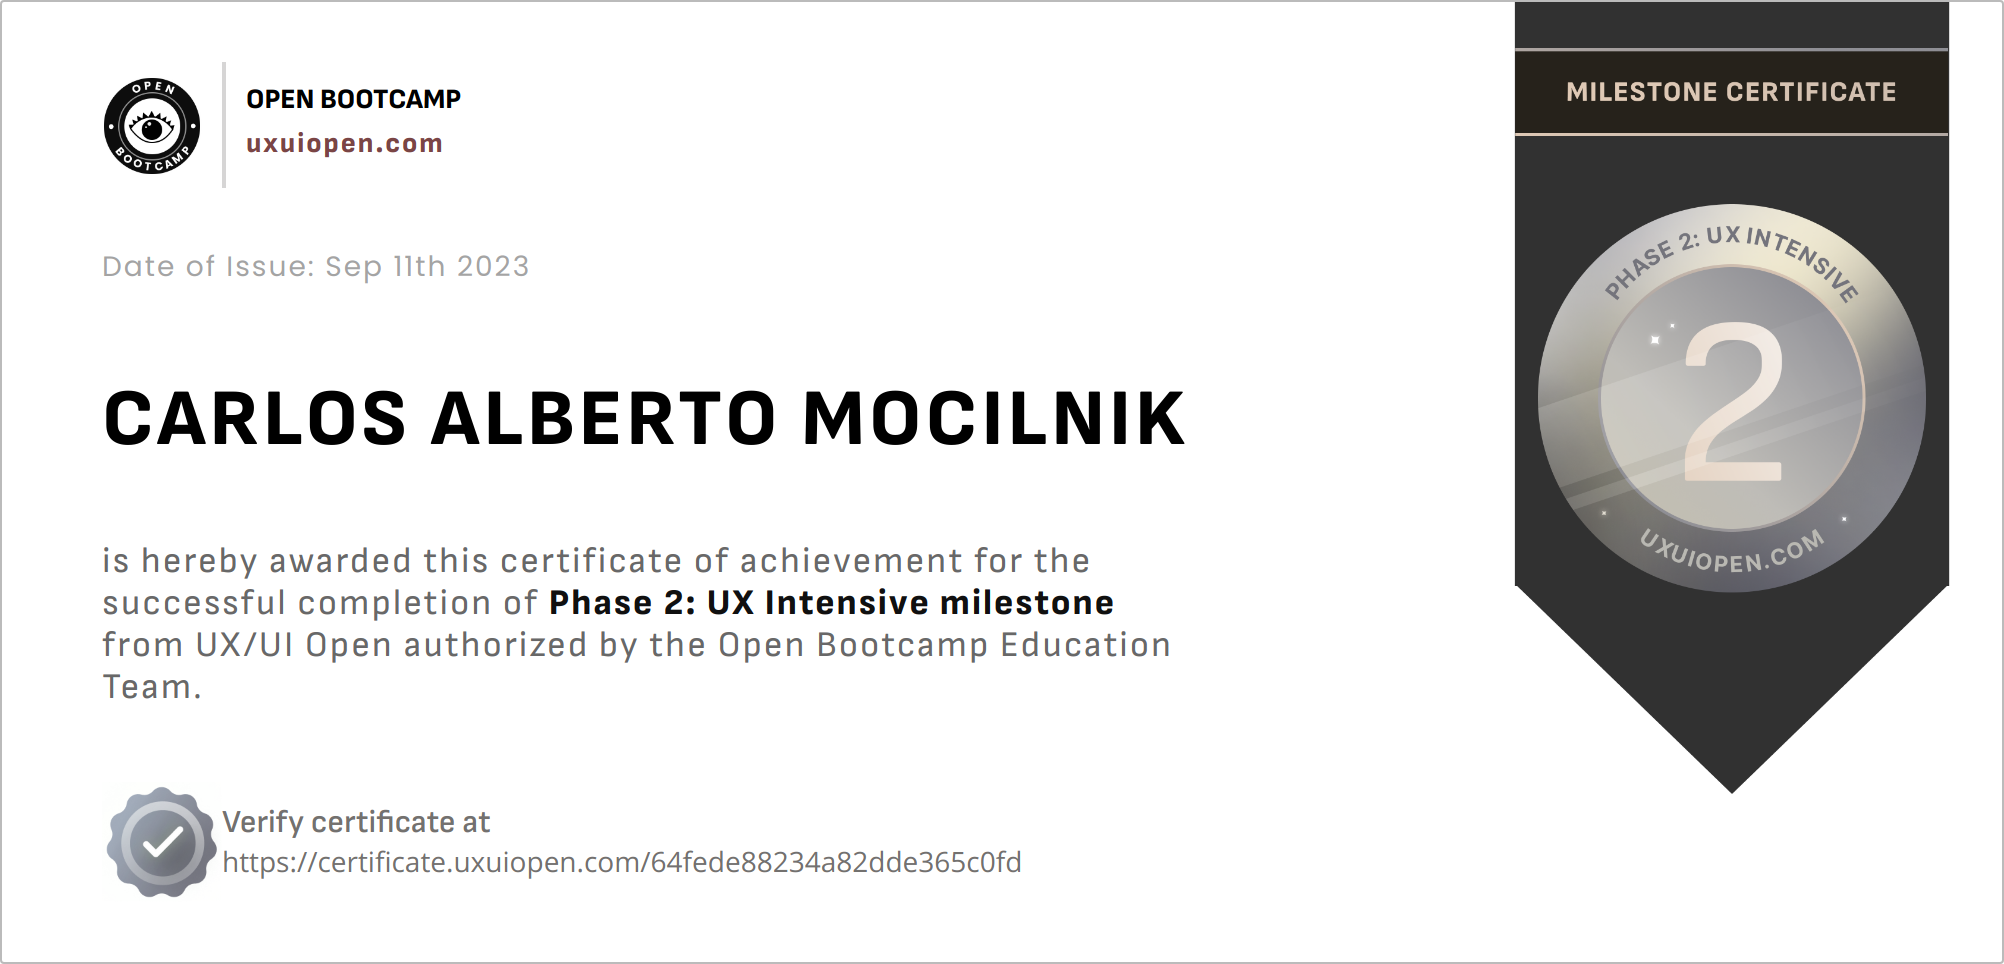 OPEN
BOOTCAMP
OPEN BOOTCAMP
uxuiopen.com
MILESTONE CERTIFICATE
Date of Issue: Sep 11th 2023
PHASE 2: UX INTENSIVE
2
UXUIOPEN.COM
CARLOS ALBERTO MOCILNIK
is hereby awarded this certificate of achievement for the
successful completion of Phase 2: UX Intensive milestone
from UX/UI Open authorized by the Open Bootcamp Education
Team.
Verify certificate at
https://certificate.uxuiopen.com/64fede88234a82dde365c0fd